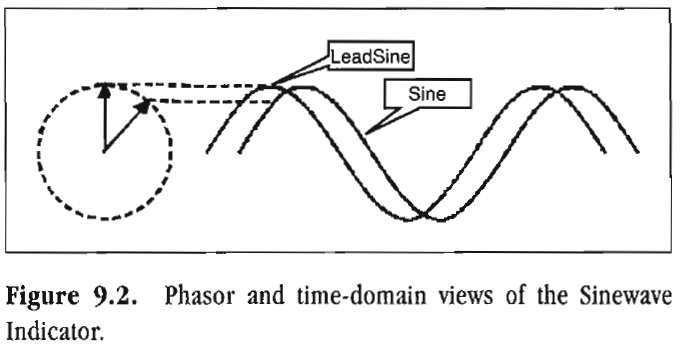 LeadSine
Sine
Figure 9.2. Phasor and time-domain views of the Sinewave
Indicator.